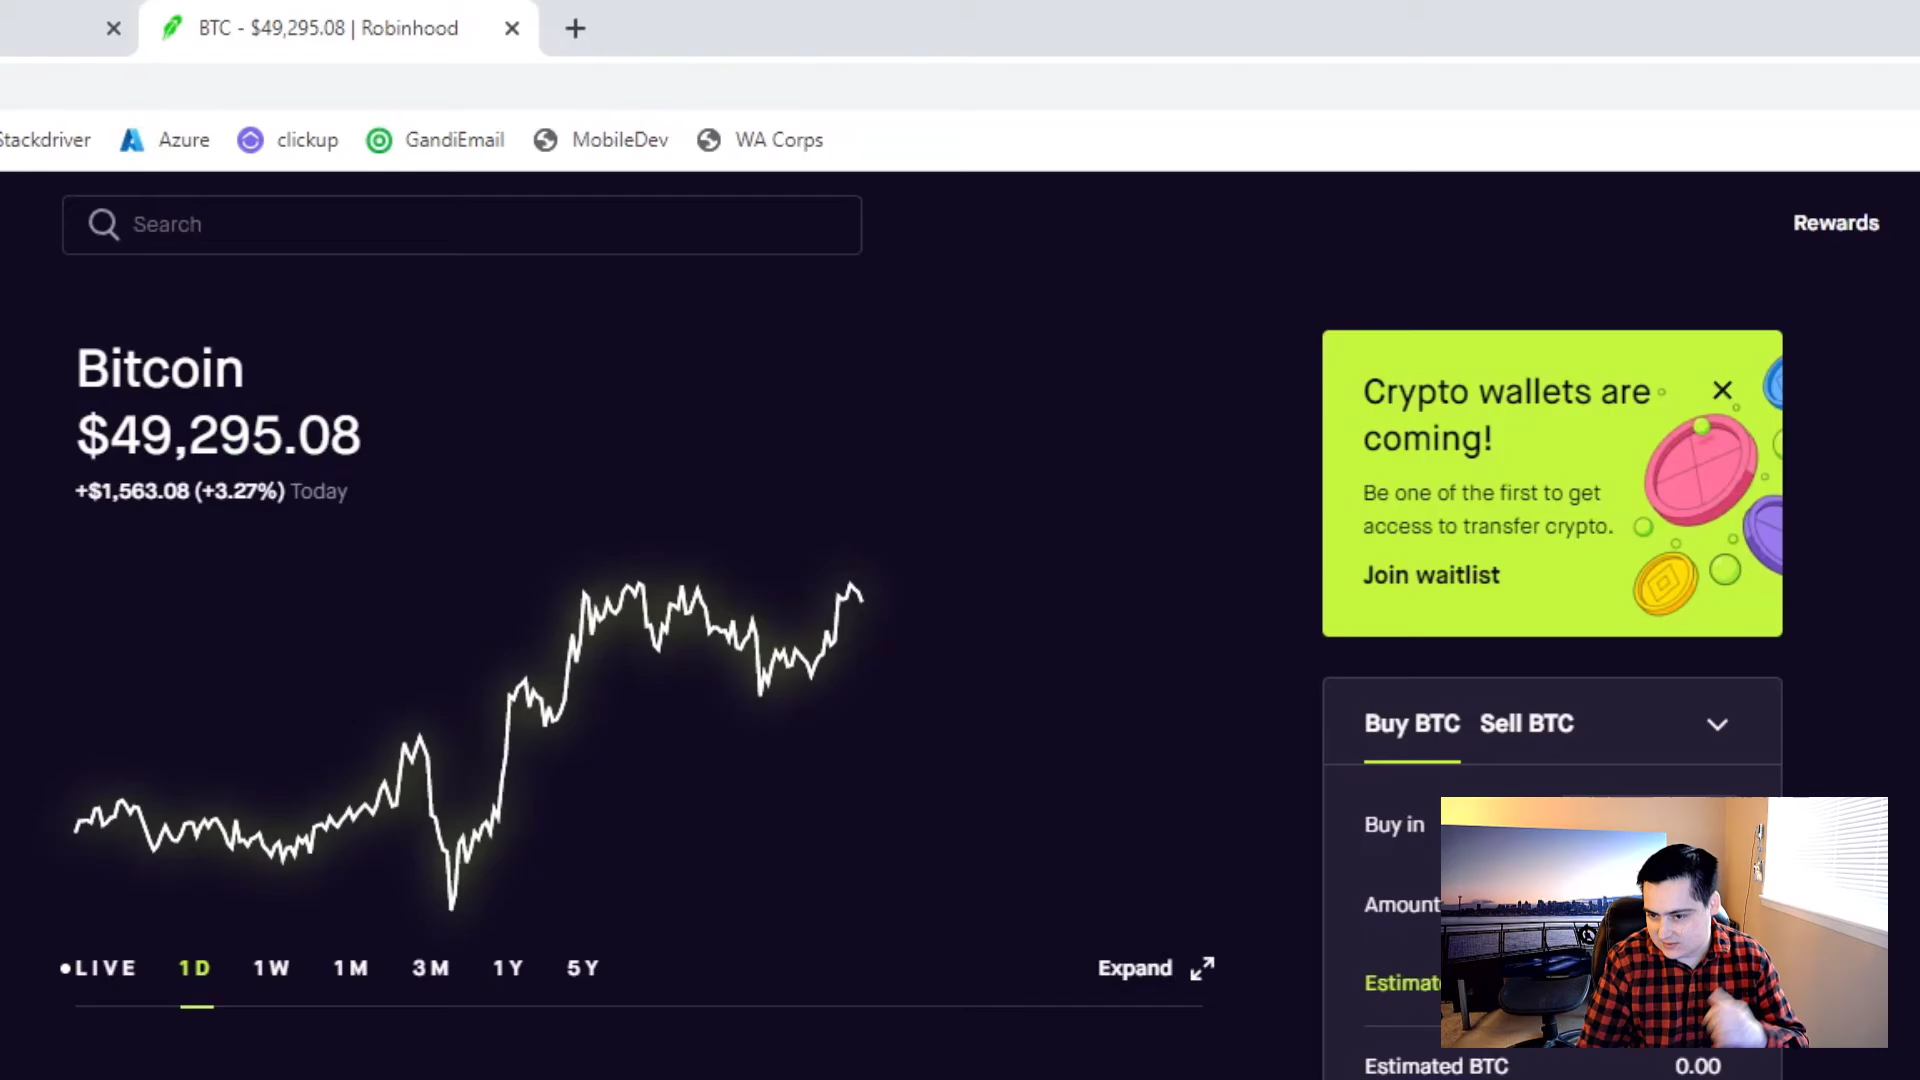 BTC - $49,295.08 | Robinhood
Stackdriver Azure clickup GandiEmail MobileDev WA Corps
Search
Rewards
Bitcoin
$49,295.08
+$1,563.08 (+3.27%) Today
Crypto wallets are
coming!
Be one of the first to get
access to transfer crypto.
Join waitlist
Buy BTC Sell BTC
Buy in
Amount
Estimat
LIVE 1D 1W 1M 3M 1Y 5Y
Expand
Estimated BTC 0.00